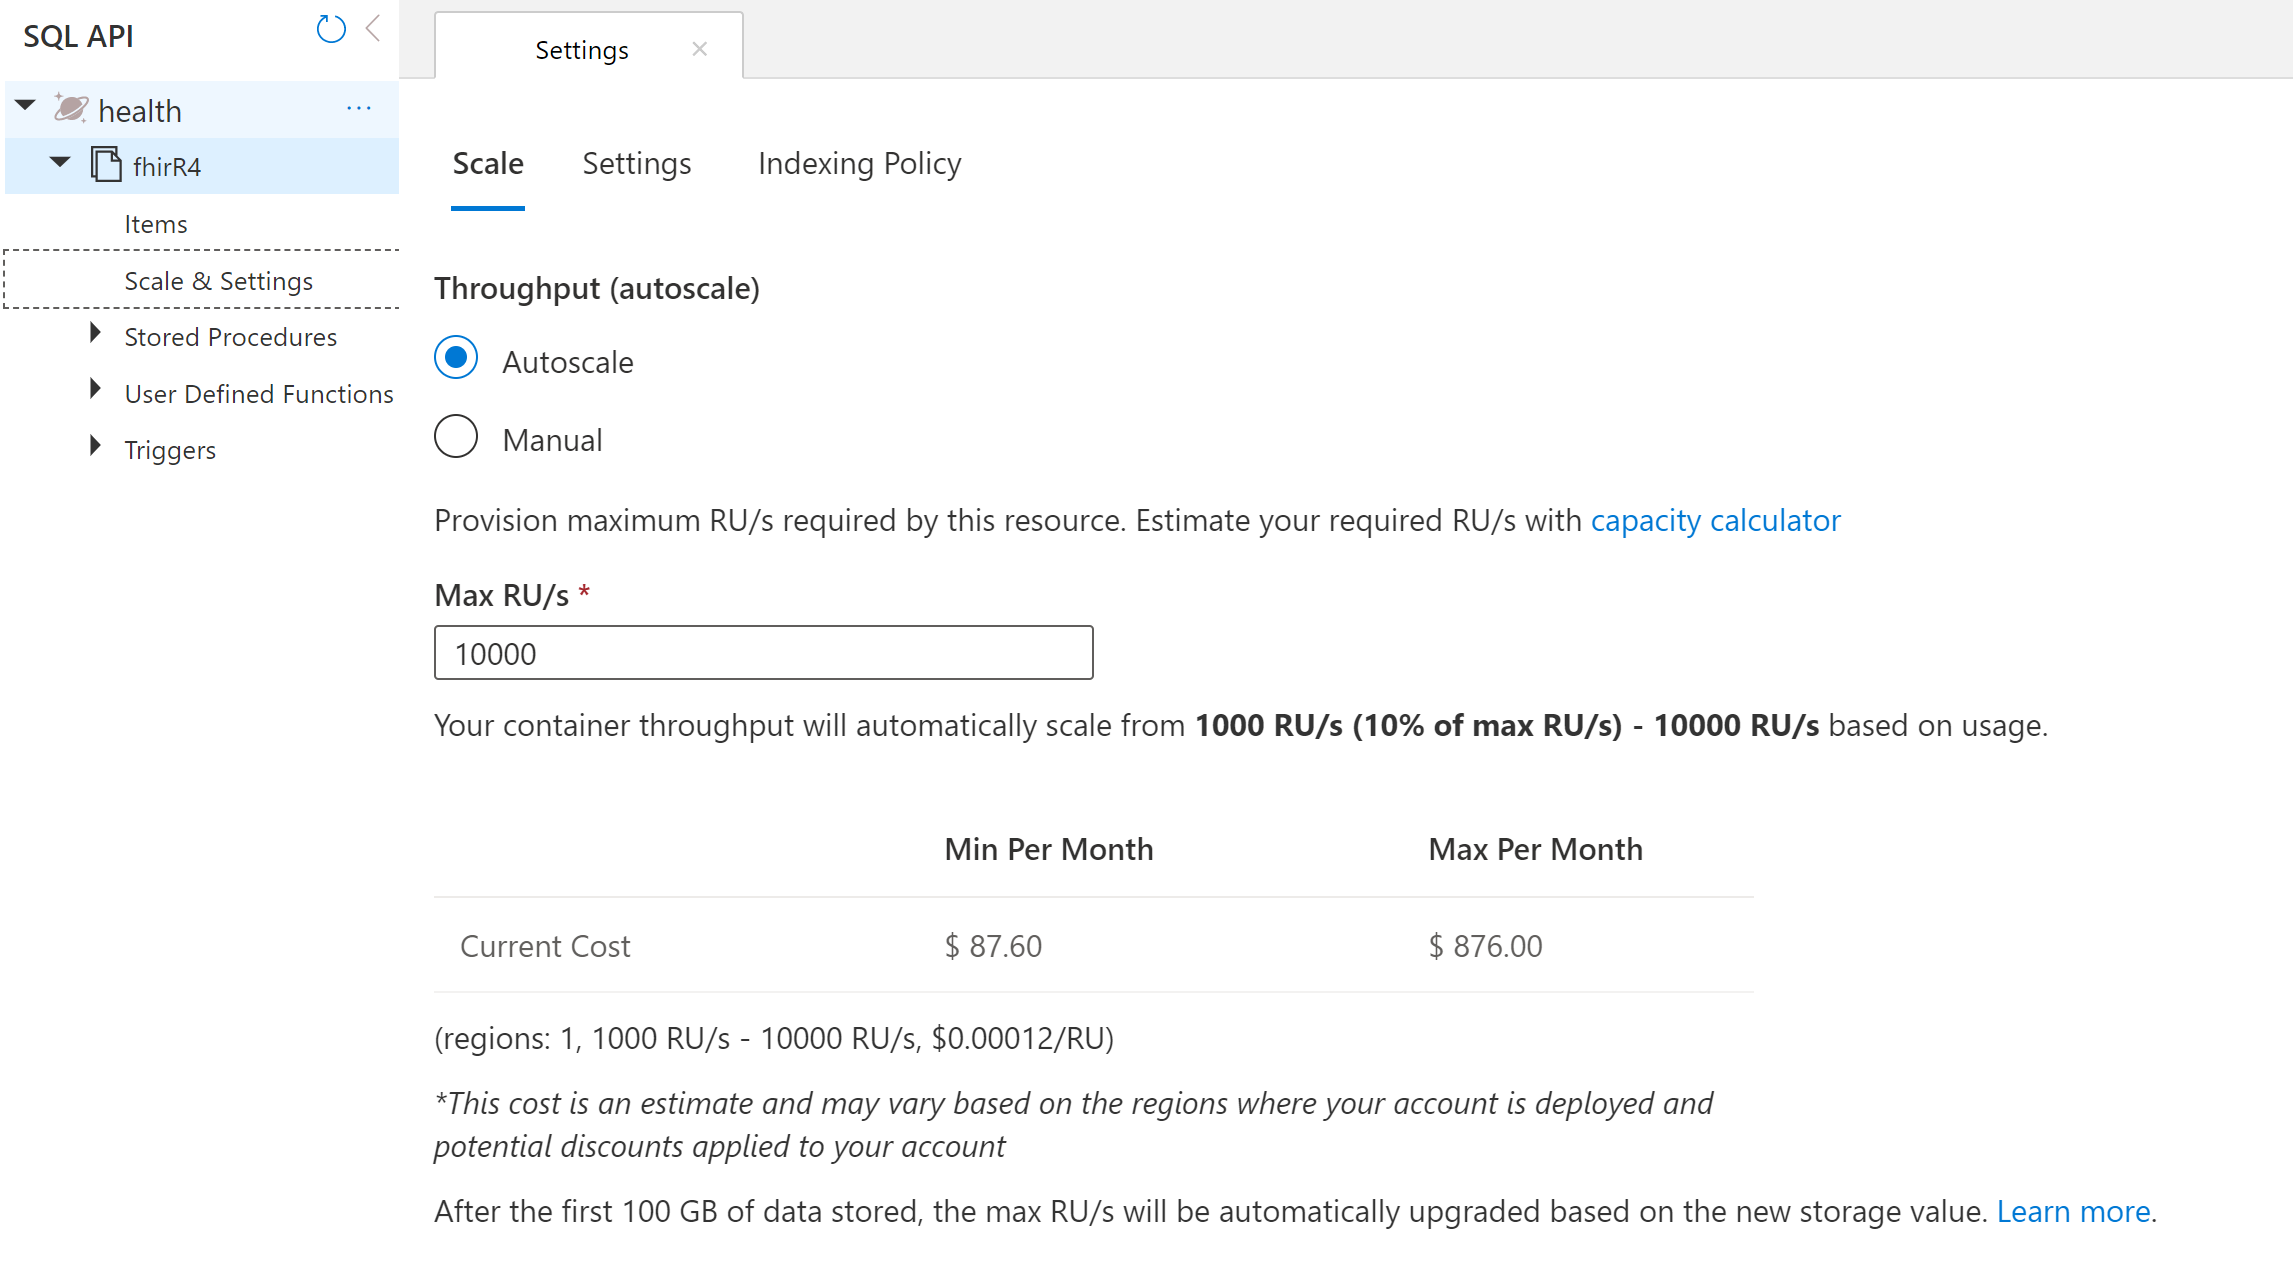 SQL API
health
fhirR4
Items
Scale & Settings
Stored Procedures
User Defined Functions
Triggers
Settings
Scale Settings Indexing Policy
Throughput (autoscale)
Autoscale
Manual
Provision maximum RU/s required by this resource. Estimate your required RU/s with capacity calculator
Max RU/s *
10000
Your container throughput will automatically scale from 1000 RU/s (10% of max RU/s) - 10000 RU/s based on usage.
Min Per Month Max Per Month
Current Cost $ 87.60 $ 876.00
(regions: 1, 1000 RU/s - 10000 RU/s, $0.00012/RU)
*This cost is an estimate and may vary based on the regions where your account is deployed and
potential discounts applied to your account
After the first 100 GB of data stored, the max RU/s will be automatically upgraded based on the new storage value. Learn more.